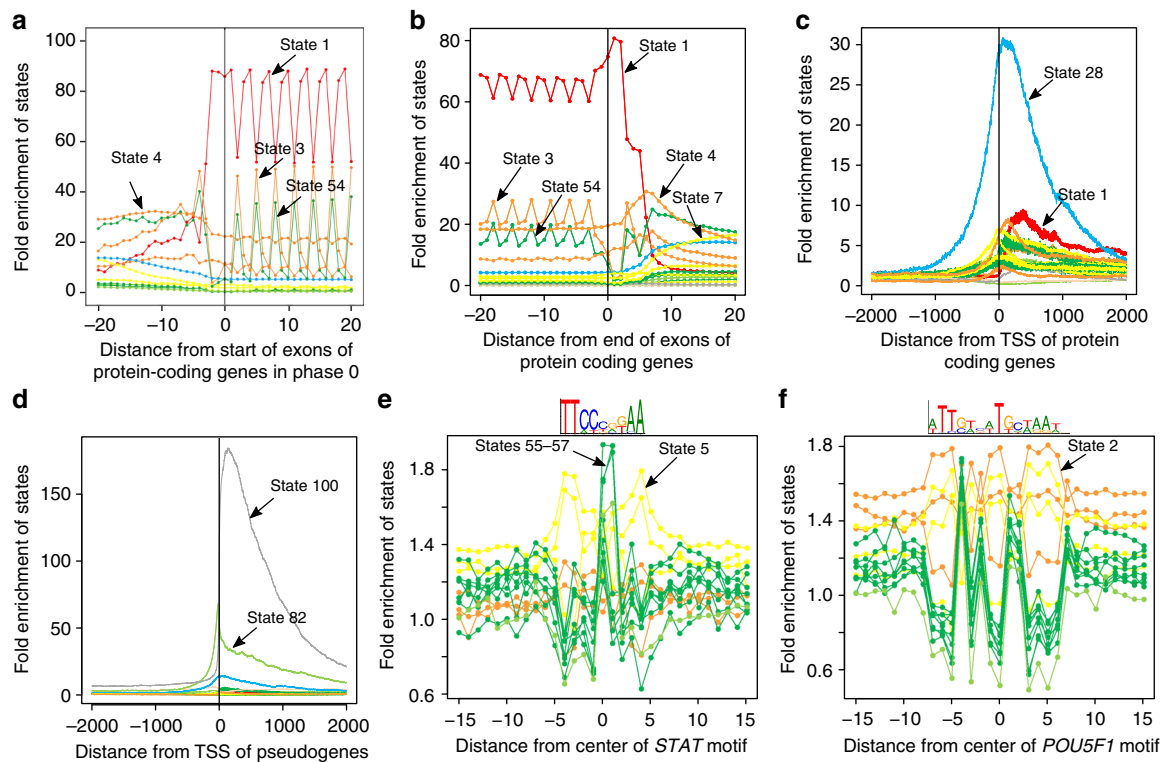 a
Fold enrichment of states
100
80
60
40
20
0
State 1
State 4
State 3
State 54
−20 −10 0 10 20
Distance from start of exons of
protein-coding genes in phase 0
b
Fold enrichment of states
80
60
40
20
0
State 1
State 3
State 54
State 4
State 7
−20 −10 0 10 20
Distance from end of exons of
protein coding genes
c
Fold enrichment of states
30
25
20
15
10
5
0
State 28
State 1
−2000 −1000 0 1000 2000
Distance from TSS of protein
coding genes
d
Fold enrichment of states
150
100
50
0
State 100
State 82
−2000 −1000 0 1000 2000
Distance from TSS of pseudogenes
e
Fold enrichment of states
1.8
1.4
1.0
0.6
States 55–57
State 5
−15 −10 −5 0 5 10 15
Distance from center of STAT motif
f
Fold enrichment of states
1.8
1.4
1.0
0.6
State 2
−15 −10 −5 0 5 10 15
Distance from center of POU5F1 motif